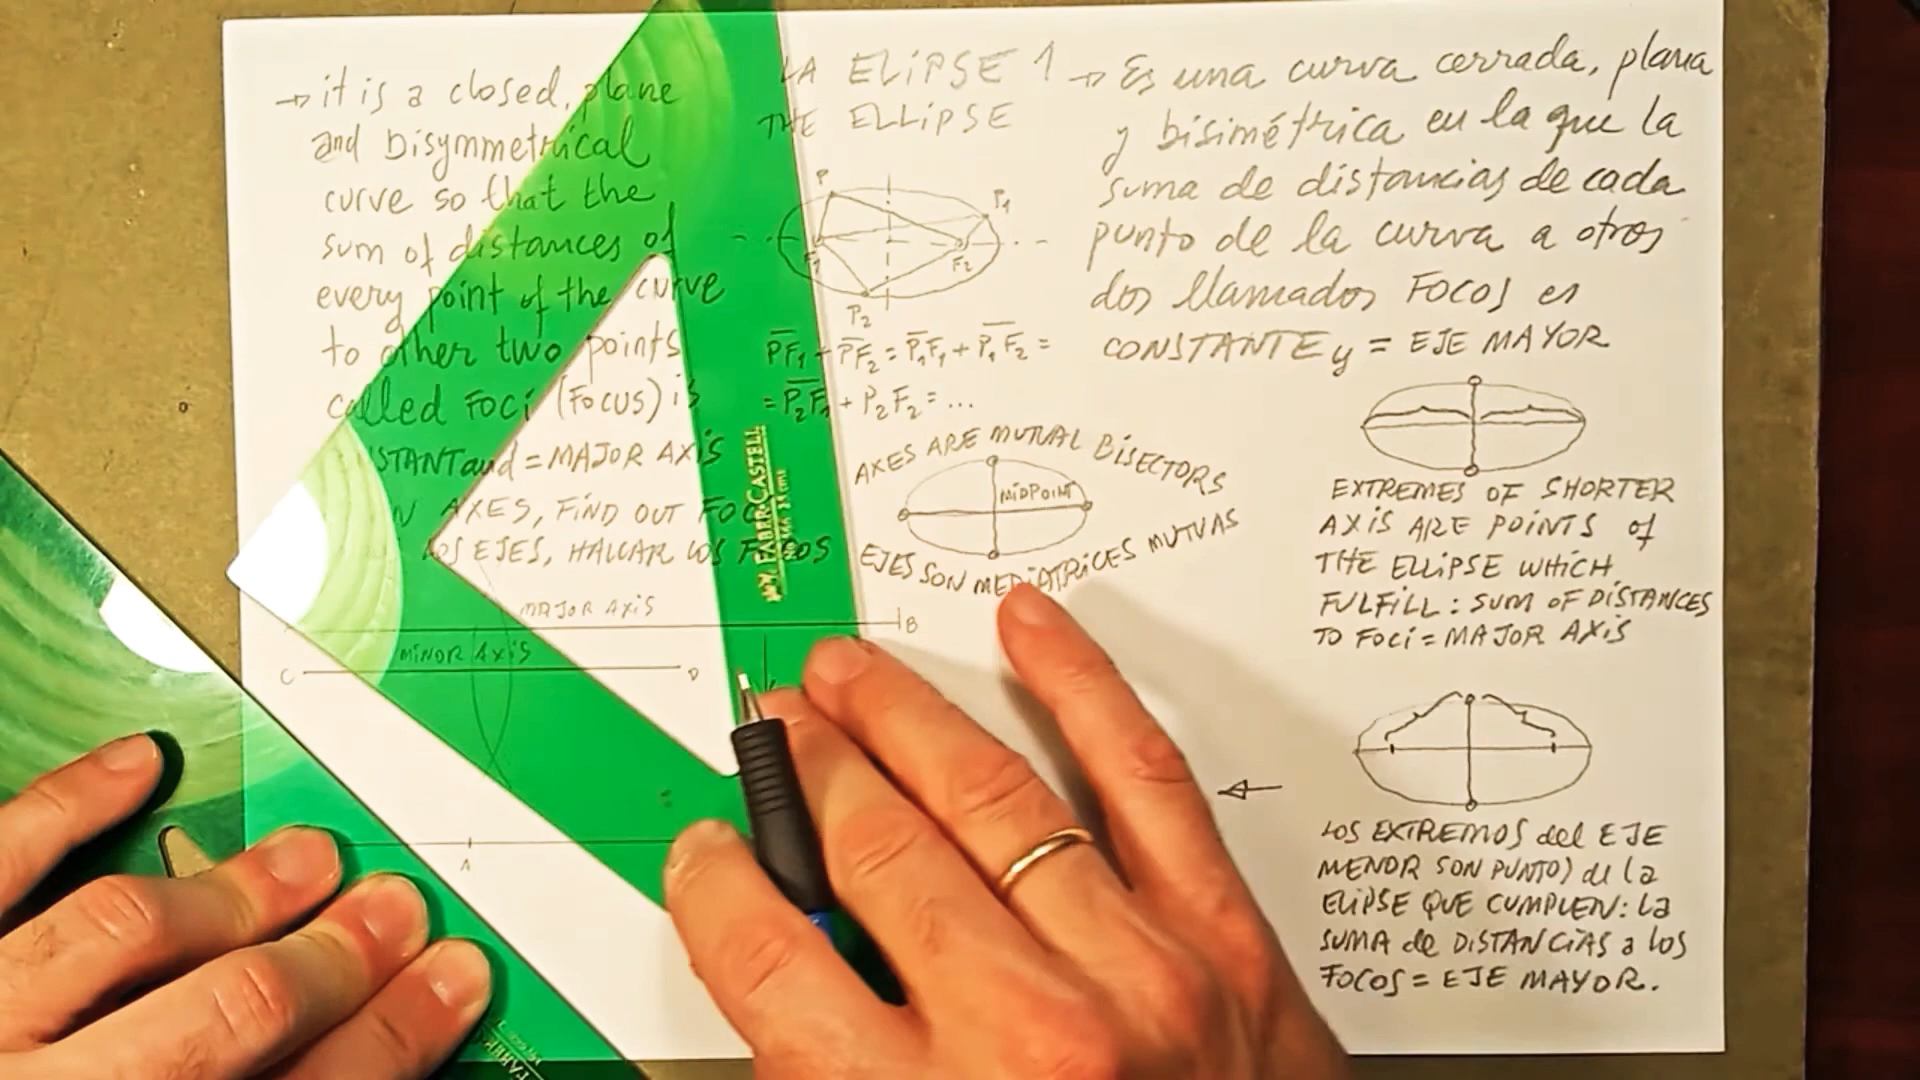 LA ELIPSE 1
THE ELLIPSE
→ it is a closed, plane
and bisymmetrical
curve so that the
sum of distances of
every point of the curve
to other two points
called FOCI (FOCUS) is
STANT and = MAJOR AXIS
N AXES, FIND OUT FOC
LOS EJES, HALLAR LOS FOCOS
MAJOR AXIS
B
MINOR AXIS
C
D
A
P
P₁
F₁
F₂
P₂
PF₁ + PF₂ = P₁F₁ + P₁F₂ =
= P₂F₁ + P₂F₂ = ...
AXES ARE MUTUAL BISECTORS
MIDPOINT
EJES SON MEDIATRICES MUTUAS
→ Es una curva cerrada, plana
y bisimétrica en la que la
suma de distancias de cada
punto de la curva a otros
dos llamados FOCOS es
CONSTANTE y = EJE MAYOR
EXTREMES OF SHORTER
AXIS ARE POINTS of
THE ELLIPSE WHICH
FULFILL: SUM OF DISTANCES
TO FOCI = MAJOR AXIS
LOS EXTREMOS del EJE
MENOR SON PUNTOS de la
ELIPSE QUE CUMPLEN: La
SUMA de DISTANCIAS a los
FOCOS = EJE MAYOR.
FABER-CASTELL